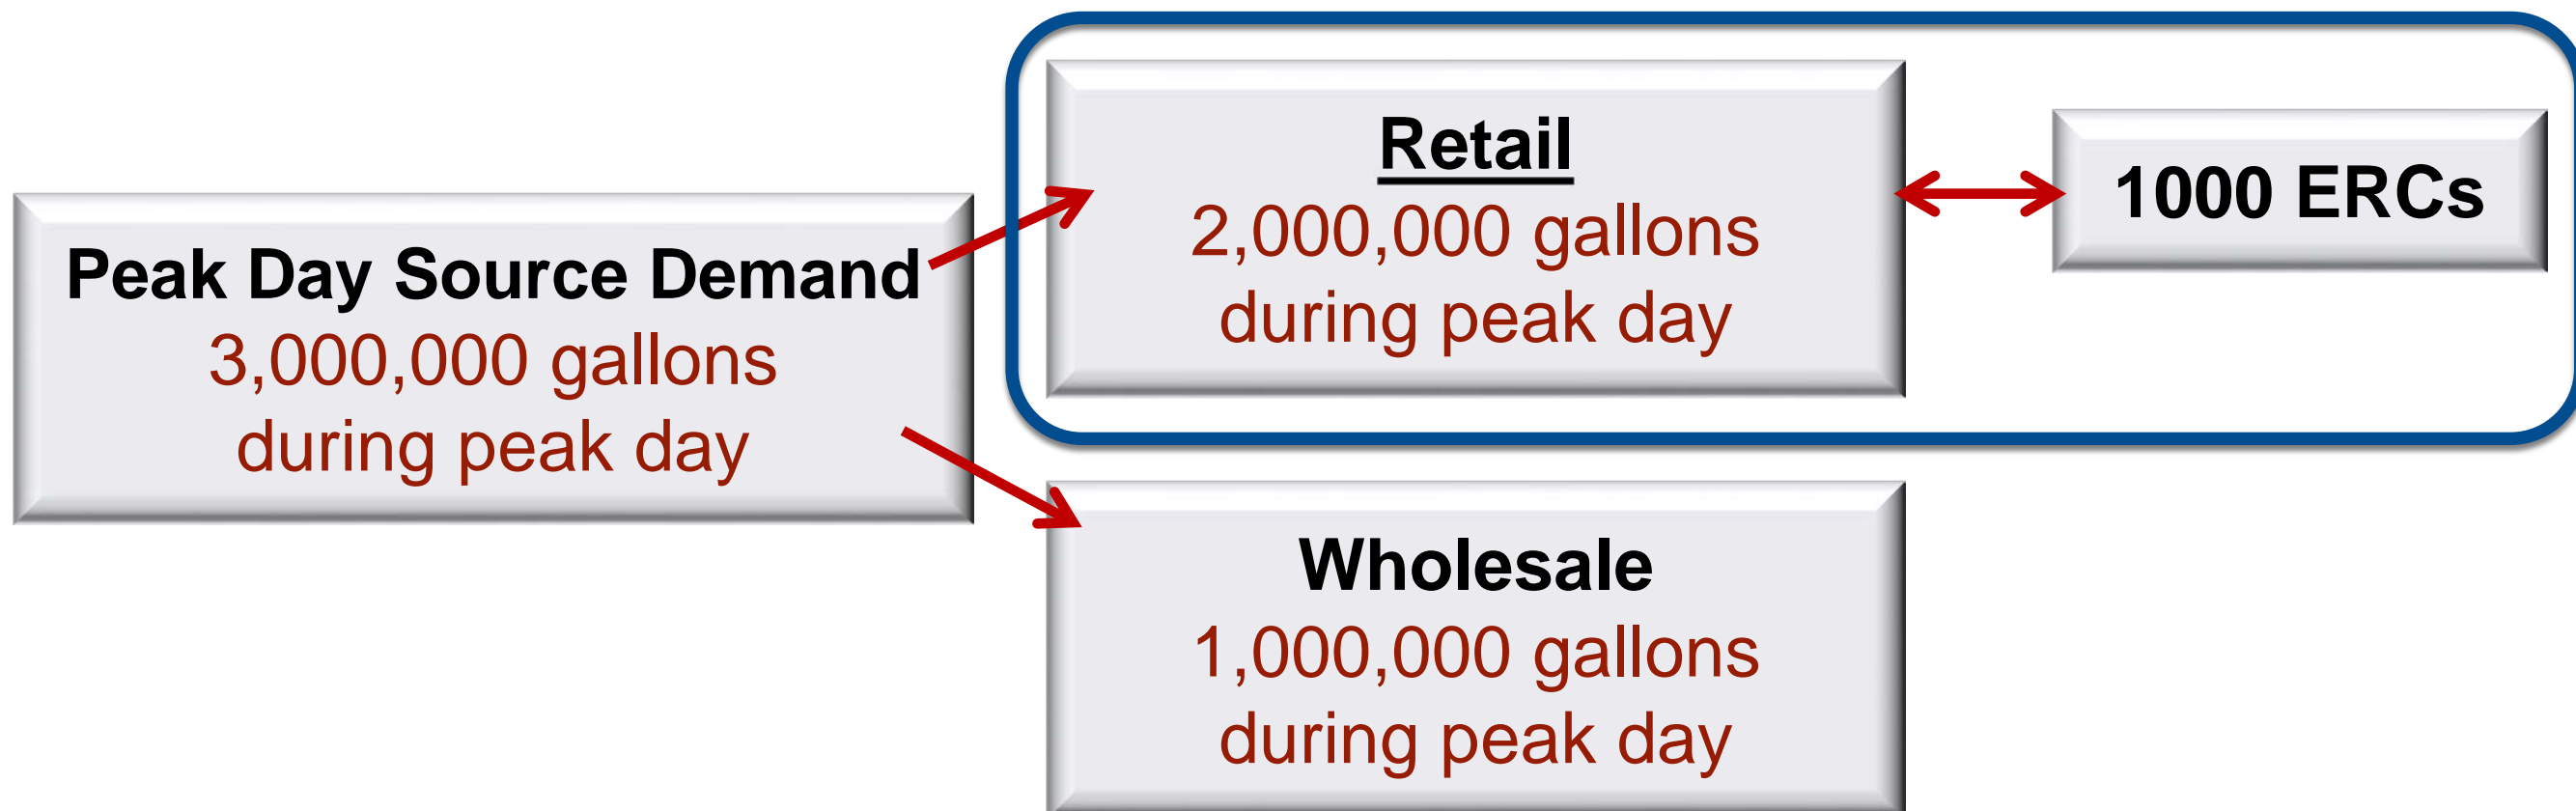 Peak Day Source Demand
3,000,000 gallons
during peak day
Retail
2,000,000 gallons
during peak day
1000 ERCs
Wholesale
1,000,000 gallons
during peak day